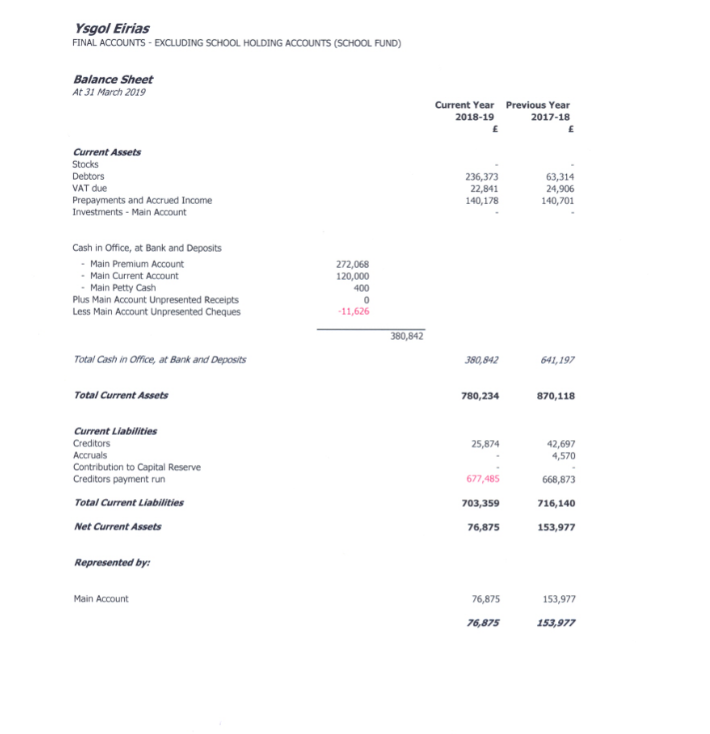 Ysgol Eirias
FINAL ACCOUNTS - EXCLUDING SCHOOL HOLDING ACCOUNTS (SCHOOL FUND)
Balance Sheet
At 31 March 2019
Current Year Previous Year
2018-19 2017-18
£ £
Current Assets
Stocks - -
Debtors 236,373 63,314
VAT due 22,841 24,906
Prepayments and Accrued Income 140,178 140,701
Investments - Main Account - -
Cash in Office, at Bank and Deposits
- Main Premium Account 272,068
- Main Current Account 120,000
- Main Petty Cash 400
Plus Main Account Unpresented Receipts 0
Less Main Account Unpresented Cheques -11,626
380,842
Total Cash in Office, at Bank and Deposits 380,842 641,197
Total Current Assets 780,234 870,118
Current Liabilities
Creditors 25,874 42,697
Accruals - 4,570
Contribution to Capital Reserve - -
Creditors payment run 677,485 668,873
Total Current Liabilities 703,359 716,140
Net Current Assets 76,875 153,977
Represented by:
Main Account 76,875 153,977
76,875 153,977